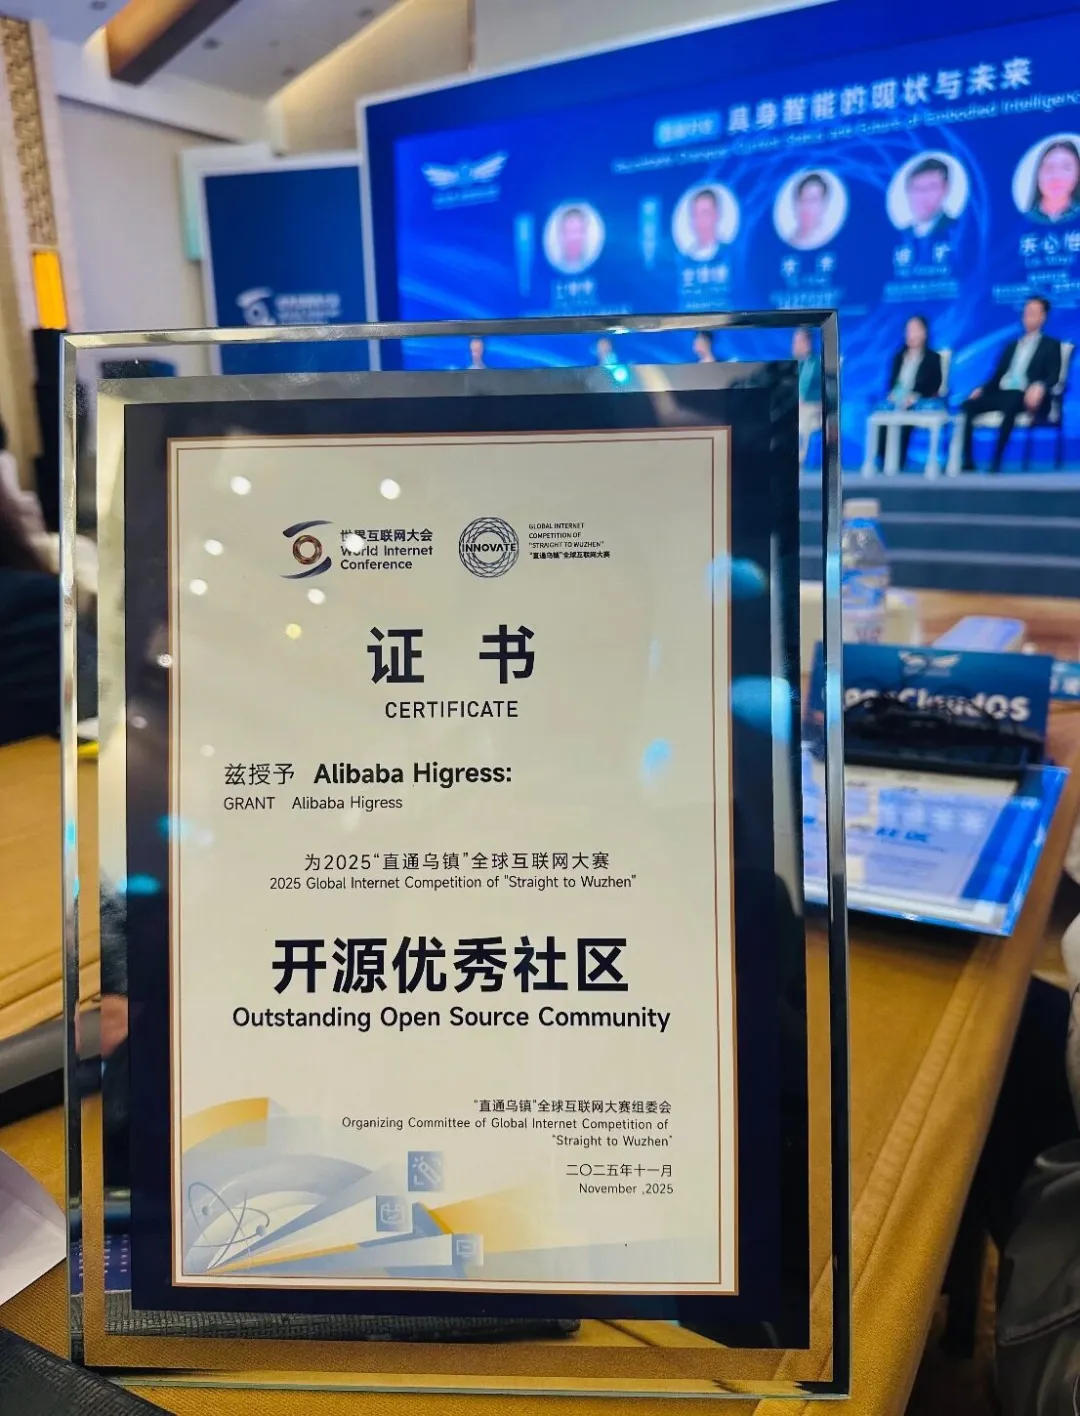 具身智能的现状与未来
世界互联网大会
World Internet
Conference
INNOVATE
GLOBAL INTERNET
COMPETITION OF
"STRAIGHT TO WUZHEN"
"直通乌镇"全球互联网大赛
证 书
CERTIFICATE
兹授予 Alibaba Higress:
GRANT Alibaba Higress
为2025“直通乌镇”全球互联网大赛
2025 Global Internet Competition of "Straight to Wuzhen"
开源优秀社区
Outstanding Open Source Community
"直通乌镇"全球互联网大赛组委会
Organizing Committee of Global Internet Competition of
"Straight to Wuzhen"
二〇二五年十一月
November ,2025